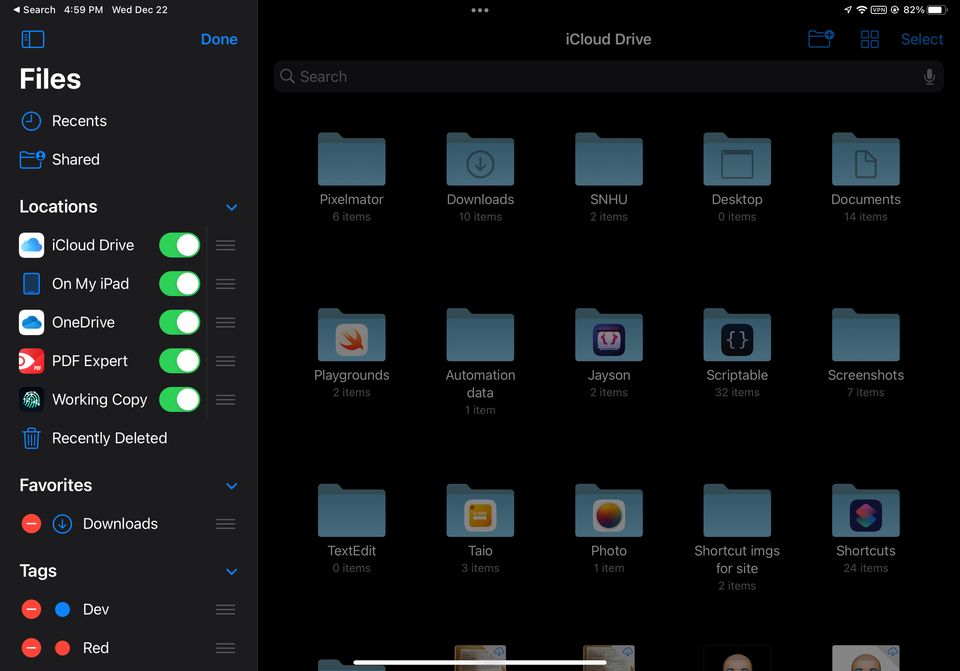 ◀ Search 4:59 PM Wed Dec 22
VPN 82%
Done
iCloud Drive
Select
Files
Search
Recents
Shared
Locations
iCloud Drive
On My iPad
OneDrive
PDF Expert
PDF
Working Copy
Recently Deleted
Favorites
Downloads
Tags
Dev
Red
Pixelmator
6 items
Downloads
10 items
SNHU
2 items
Desktop
0 items
Documents
14 items
Playgrounds
2 items
Automation
data
1 item
Jayson
2 items
{}
Scriptable
32 items
Screenshots
7 items
TextEdit
0 items
Taio
3 items
Photo
1 item
Shortcut imgs
for site
2 items
Shortcuts
24 items